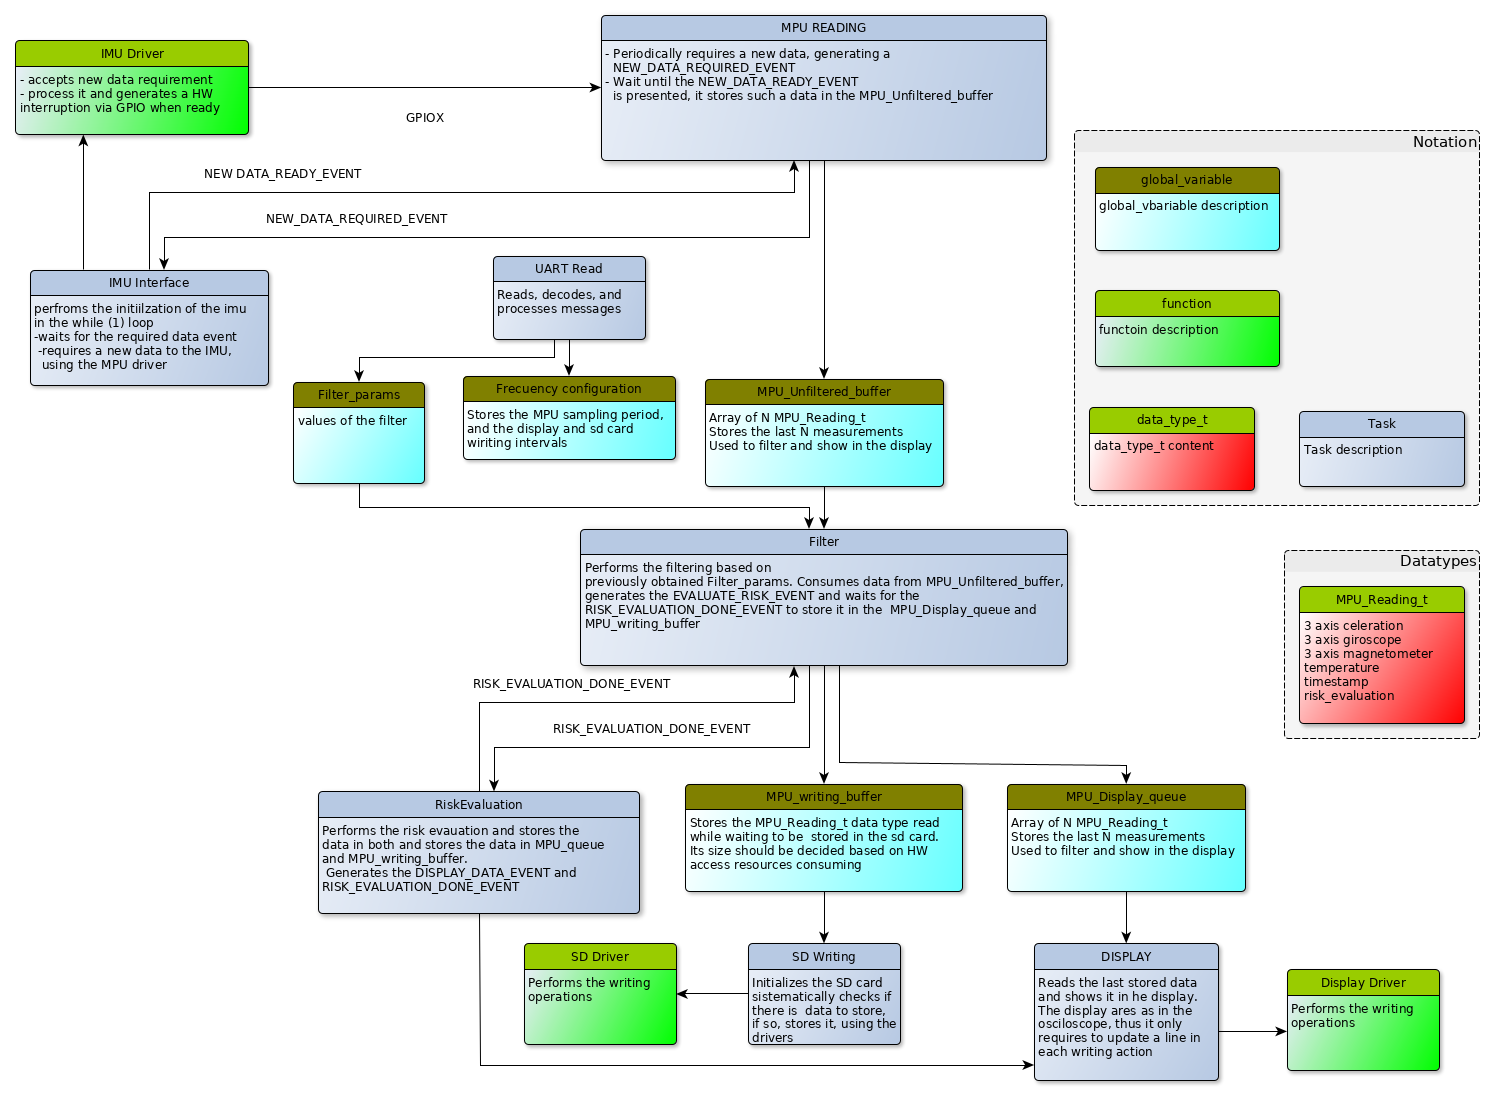 MPU READING
- Periodically requires a new data, generating a
NEW_DATA_REQUIRED_EVENT
- Wait until the NEW_DATA_READY_EVENT
is presented, it stores such a data in the MPU_Unfiltered_buffer
IMU Driver
- accepts new data requirement
- process it and generates a HW
interruption via GPIO when ready
GPIOX
NEW DATA_READY_EVENT
NEW_DATA_REQUIRED_EVENT
Notation
global_variable
global_vbariable description
function
functoin description
data_type_t
data_type_t content
Task
Task description
IMU Interface
perfroms the initiilzation of the imu
in the while (1) loop
-waits for the required data event
-requires a new data to the IMU,
using the MPU driver
UART Read
Reads, decodes, and
processes messages
Filter_params
values of the filter
Frecuency configuration
Stores the MPU sampling period,
and the display and sd card
wiriting intervals
MPU_Unfiltered_buffer
Array of N MPU_Reading_t
Stores the last N measurements
Used to filter and show in the display
Filter
Performs the filtering based on
previously obtained Filter_params. Consumes data from MPU_Unfiltered_buffer,
generates the EVALUATE_RISK_EVENT and waits for the
RISK_EVALUATION_DONE_EVENT to store it in the  MPU_Display_queue and
MPU_writing_buffer
Datatypes
MPU_Reading_t
3 axis celeration
3 axis giroscope
3 axis magnetometer
temperature
timestamp
risk_evaluation
RISK_EVALUATION_DONE_EVENT
RISK_EVALUATION_DONE_EVENT
RiskEvaluation
Performs the risk evauation and stores the
data in both and stores the data in MPU_queue
and MPU_writing_buffer.
Generates the DISPLAY_DATA_EVENT and
RISK_EVALUATION_DONE_EVENT
MPU_writing_buffer
Stores the MPU_Reading_t data type read
while waiting to be  stored in the sd card.
Its size should be decided based on HW
access resources consuming
MPU_Display_queue
Array of N MPU_Reading_t
Stores the last N measurements
Used to filter and show in the display
SD Driver
Performs the writing
operations
SD Writing
Initializes the SD card
sistematically checks if
there is  data to store,
if so, stores it, using the
drivers
DISPLAY
Reads the last stored data
and shows it in he display.
The display ares as in the
osciloscope, thus it only
requires to update a line in
each writing action
Display Driver
Performs the writing
operations